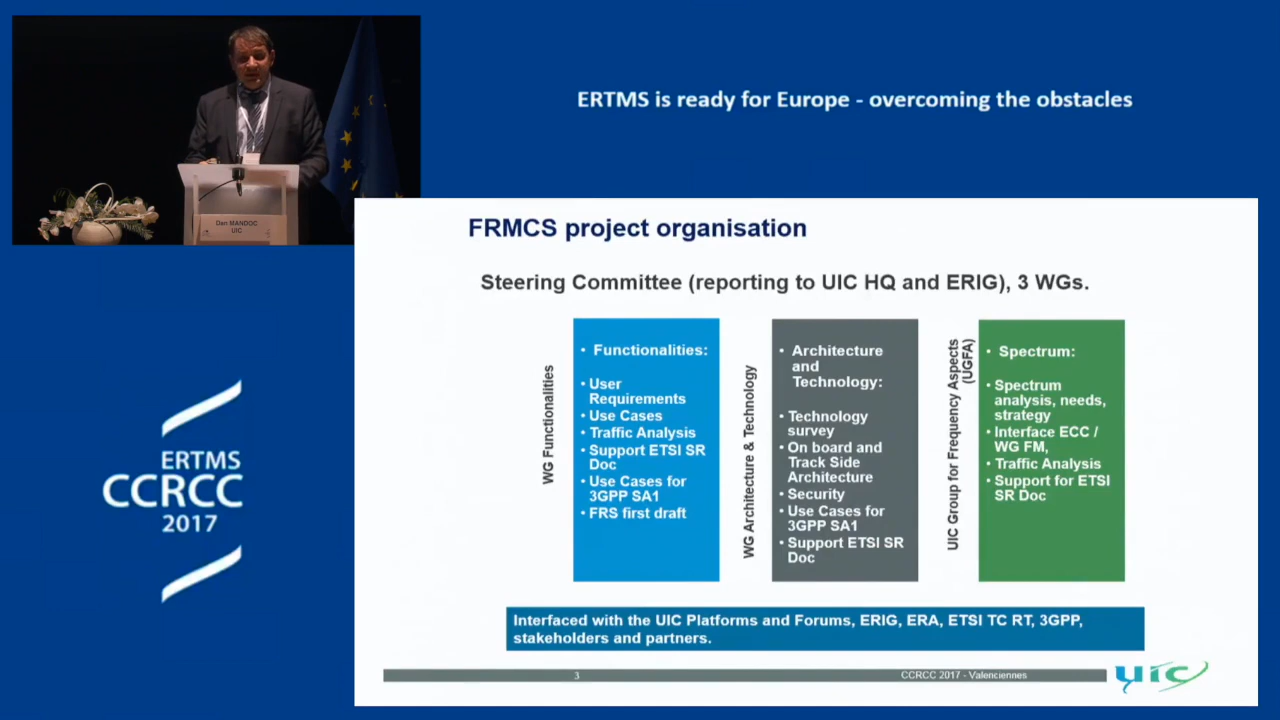 ERTMS is ready for Europe - overcoming the obstacles
Dan MANDOC
UIC
FRMCS project organisation
Steering Committee (reporting to UIC HQ and ERIG), 3 WGs.
WG Functionalities
• Functionalities:
• User
Requirements
• Use Cases
• Traffic Analysis
• Support ETSI SR
Doc
• Use Cases for
3GPP SA1
• FRS first draft
WG Architecture & Technology
• Architecture
and
Technology:
• Technology
survey
• On board and
Track Side
Architecture
• Security
• Use Cases for
3GPP SA1
• Support ETSI SR
Doc
UIC Group for Frequency Aspects
(UGFA)
• Spectrum:
• Spectrum
analysis, needs,
strategy
• Interface ECC /
WG FM,
• Traffic Analysis
• Support for ETSI
SR Doc
Interfaced with the UIC Platforms and Forums, ERIG, ERA, ETSI TC RT, 3GPP,
stakeholders and partners.
3
CCRCC 2017 - Valenciennes
uic
ERTMS
CCRCC
2017